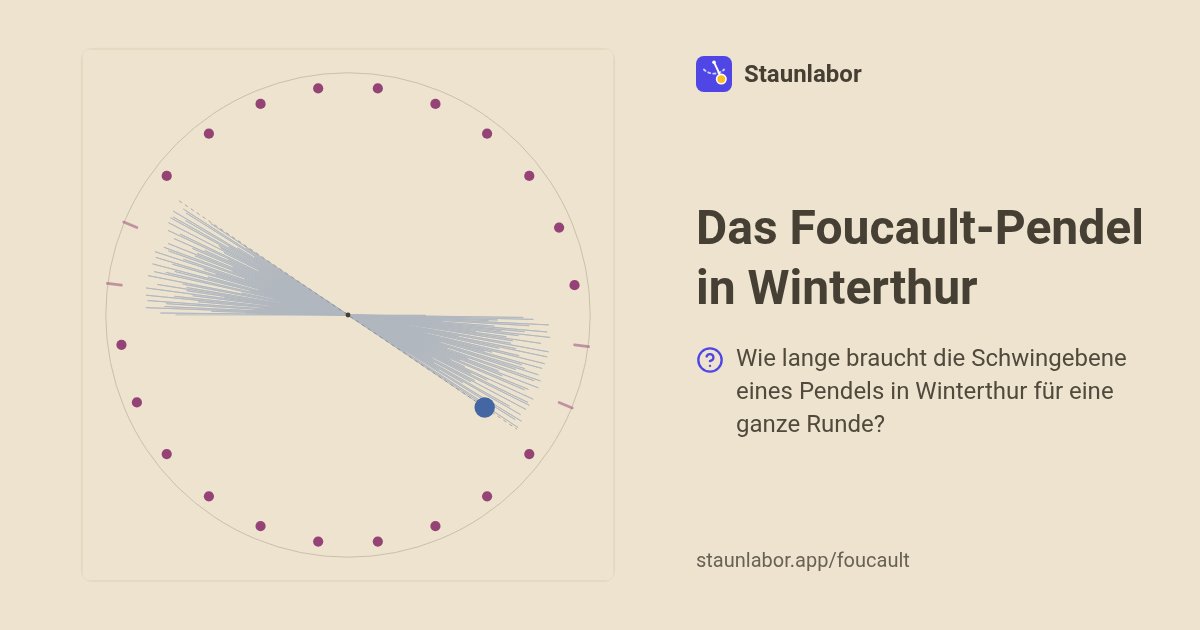 Staunlabor
Das Foucault-Pendel
in Winterthur
Wie lange braucht die Schwingebene
eines Pendels in Winterthur für eine
ganze Runde?
staunlabor.app/foucault